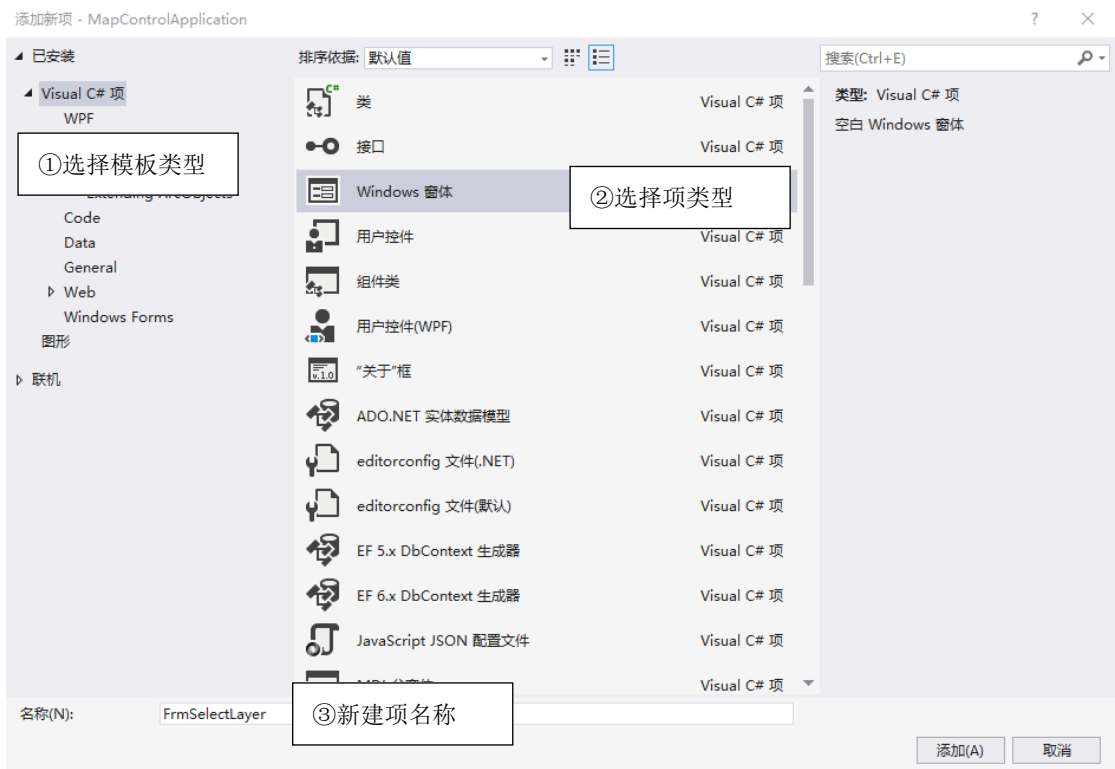 添加新项 - MapControlApplication
? ×
已安装
Visual C# 项
WPF
①选择模板类型
Code
Data
General
Web
Windows Forms
图形
联机
排序依据: 默认值
类 Visual C# 项
接口 Visual C# 项
Windows 窗体
②选择项类型
用户控件 Visual C# 项
组件类 Visual C# 项
用户控件(WPF) Visual C# 项
"关于"框 Visual C# 项
ADO.NET 实体数据模型 Visual C# 项
editorconfig 文件(.NET) Visual C# 项
editorconfig 文件(默认) Visual C# 项
EF 5.x DbContext 生成器 Visual C# 项
EF 6.x DbContext 生成器 Visual C# 项
JavaScript JSON 配置文件 Visual C# 项
Visual C# 项
搜索(Ctrl+E)
类型: Visual C# 项
空白 Windows 窗体
名称(N): FrmSelectLayer
③新建项名称
添加(A) 取消